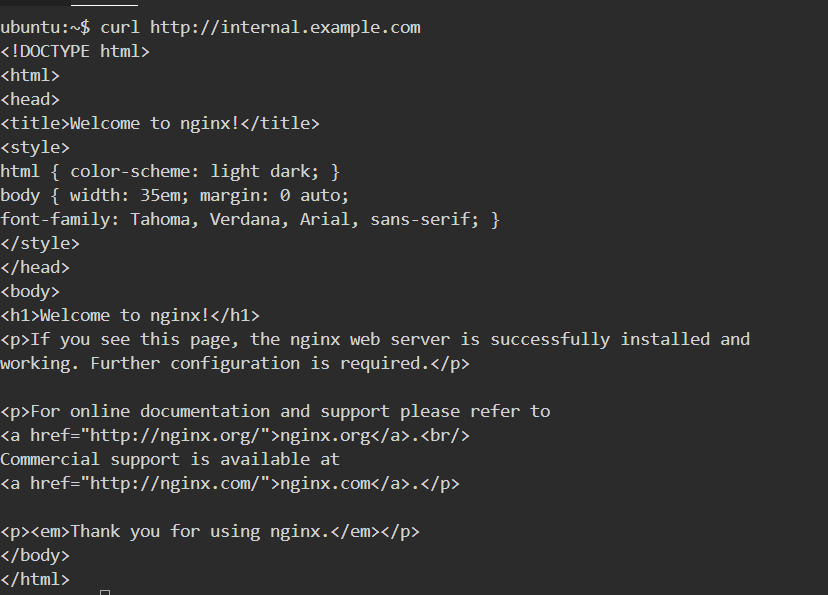 ubuntu:~$ curl http://internal.example.com
<!DOCTYPE html>
<html>
<head>
<title>Welcome to nginx!</title>
<style>
html { color-scheme: light dark; }
body { width: 35em; margin: 0 auto;
font-family: Tahoma, Verdana, Arial, sans-serif; }
</style>
</head>
<body>
<h1>Welcome to nginx!</h1>
<p>If you see this page, the nginx web server is successfully installed and
working. Further configuration is required.</p>

<p>For online documentation and support please refer to
<a href="http://nginx.org/">nginx.org</a>.<br/>
Commercial support is available at
<a href="http://nginx.com/">nginx.com</a>.</p>

<p><em>Thank you for using nginx.</em></p>
</body>
</html>